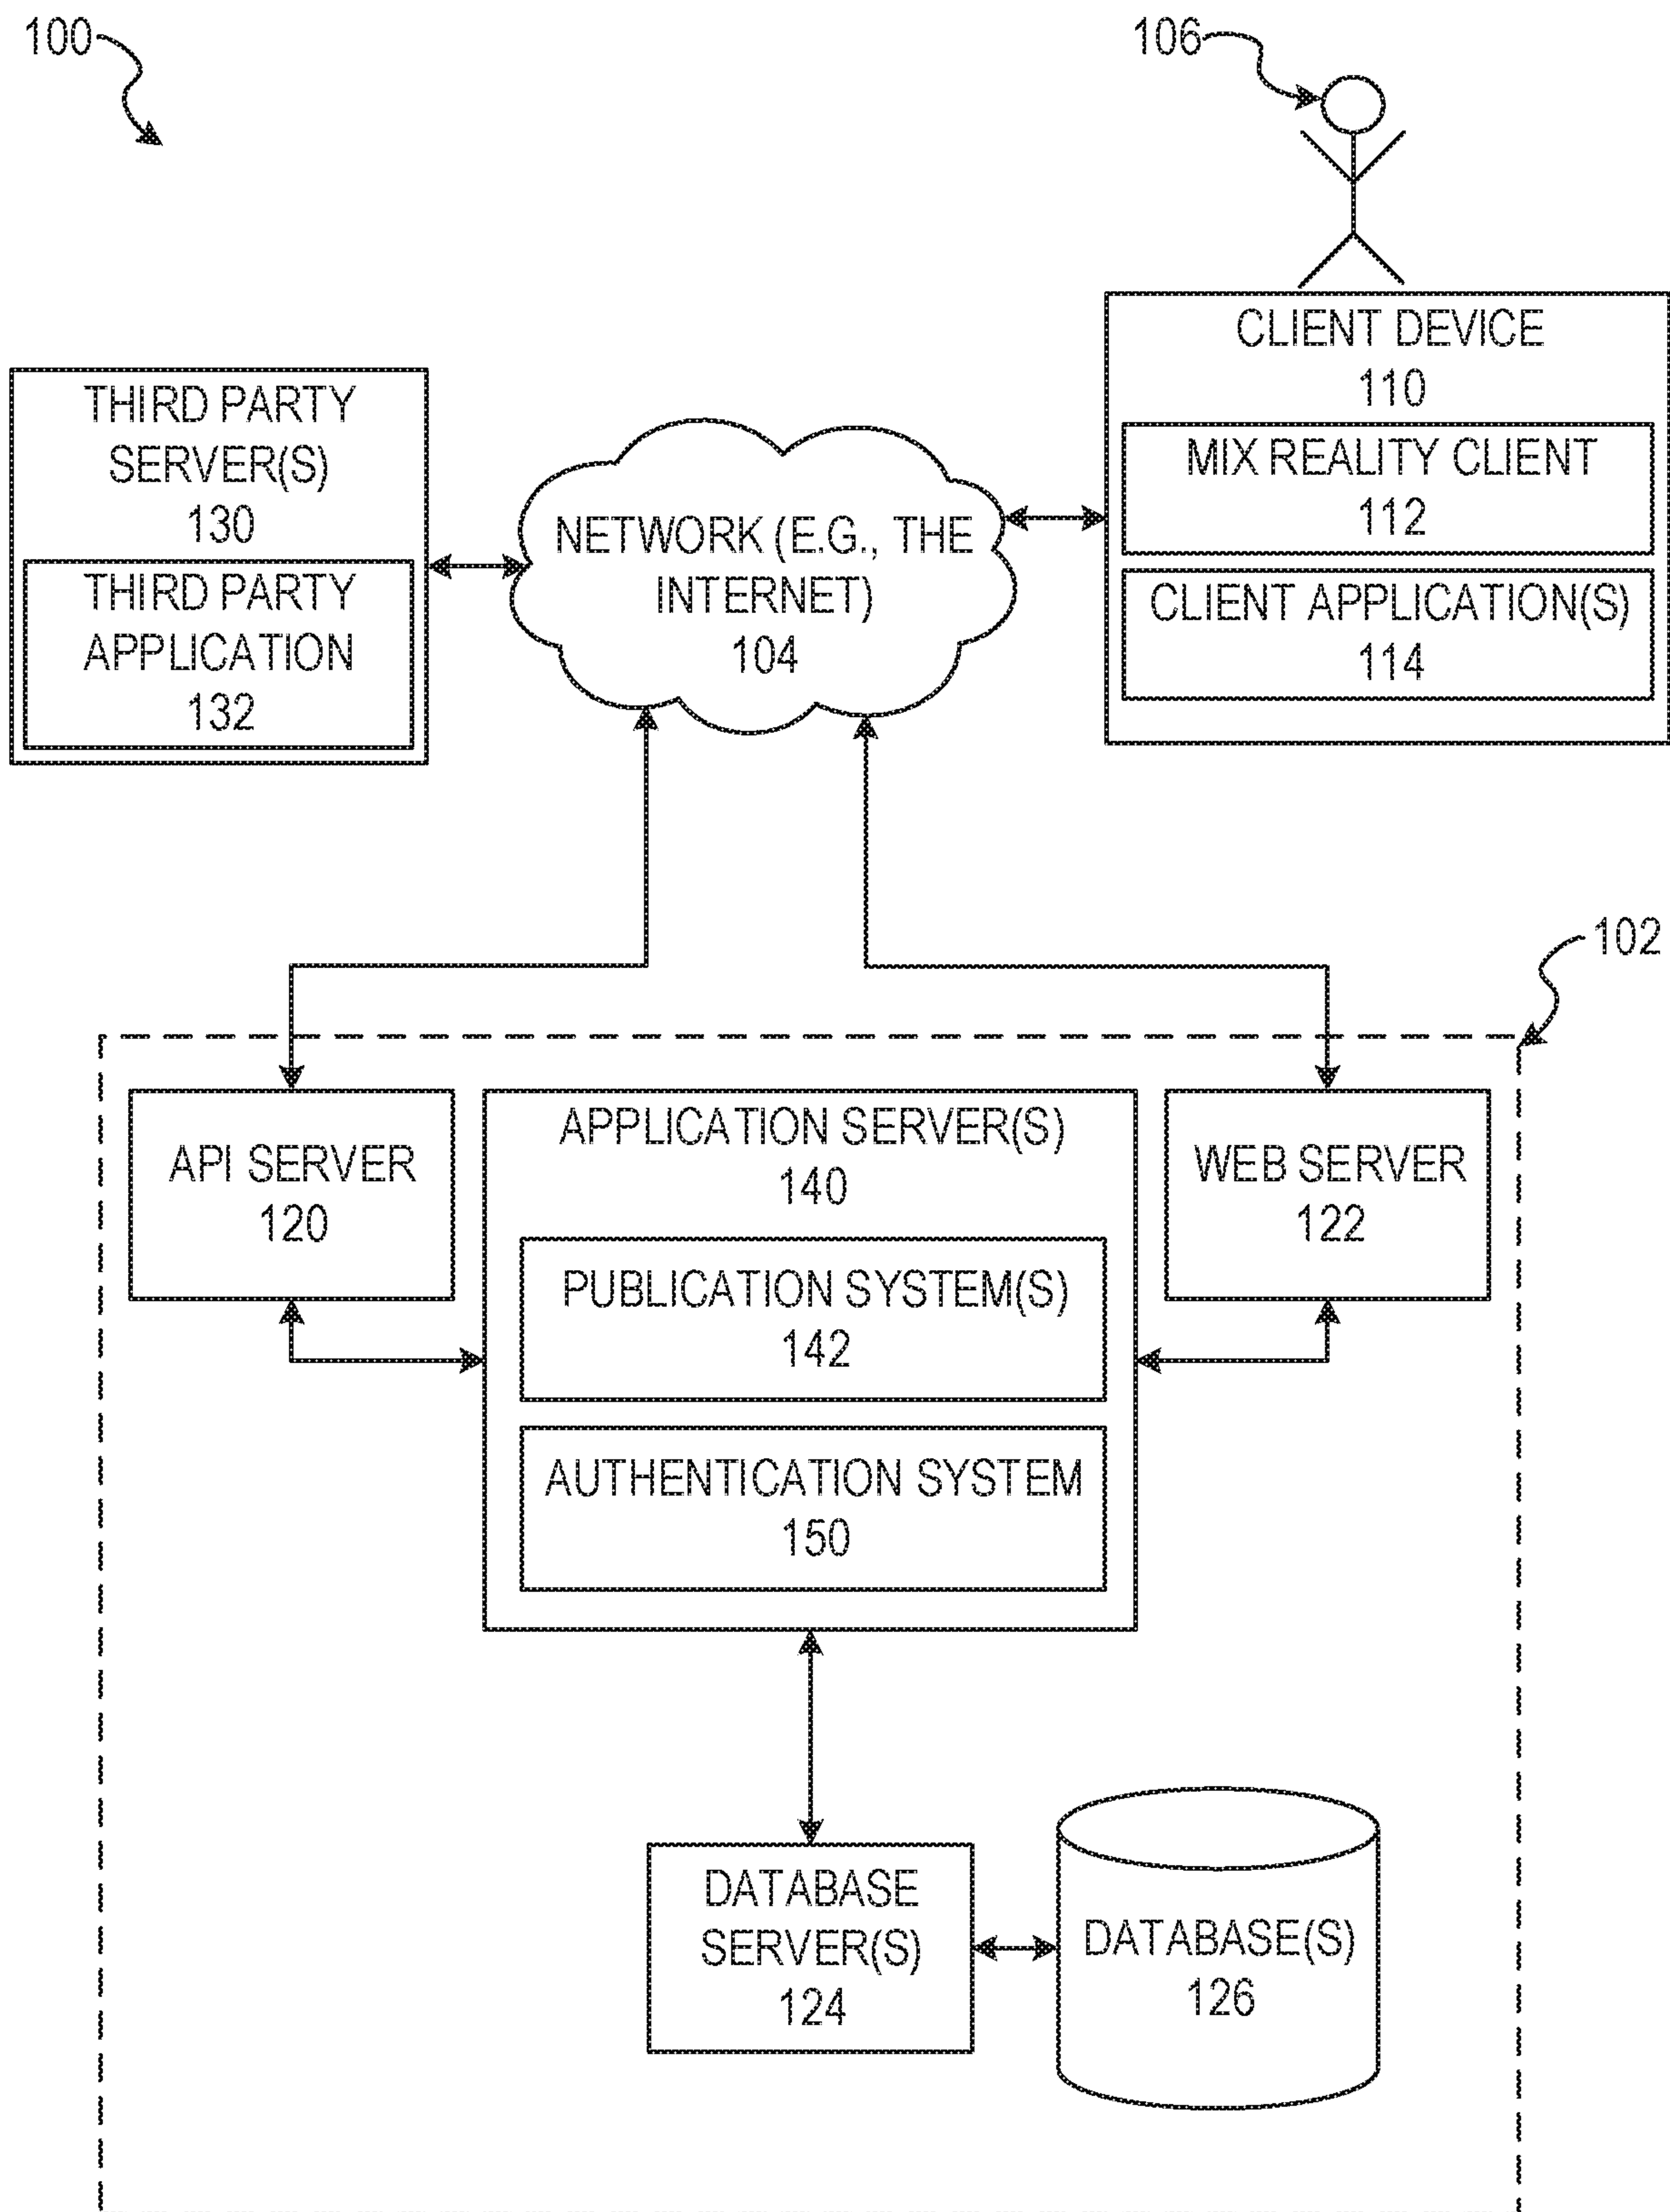 100
106
CLIENT DEVICE
110
MIX REALITY CLIENT
112
CLIENT APPLICATION(S)
114
THIRD PARTY
SERVER(S)
130
THIRD PARTY
APPLICATION
132
NETWORK (E.G., THE
INTERNET)
104
102
API SERVER
120
APPLICATION SERVER(S)
140
PUBLICATION SYSTEM(S)
142
AUTHENTICATION SYSTEM
150
WEB SERVER
122
DATABASE
SERVER(S)
124
DATABASE(S)
126